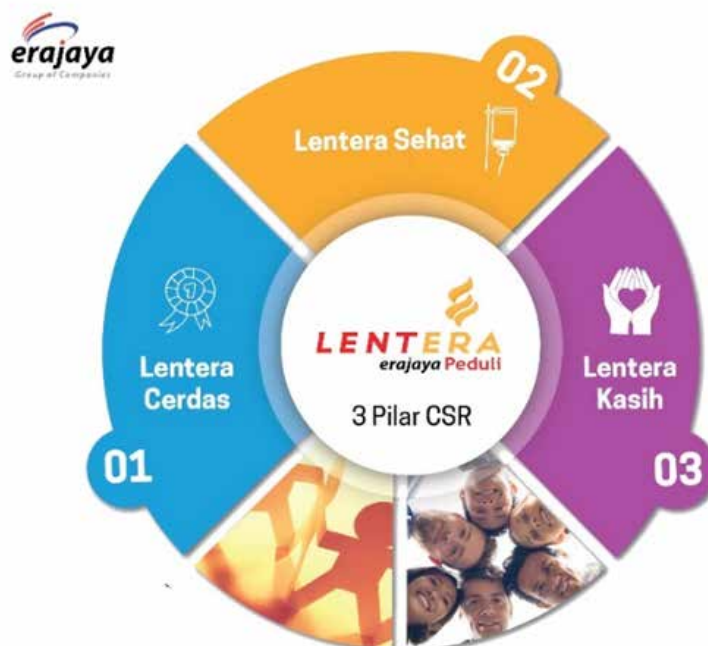 erajaya
Group of Companies
02
Lentera Sehat
1
Lentera
Cerdas
01
LENTERA
erajaya Peduli
3 Pilar CSR
Lentera
Kasih
03